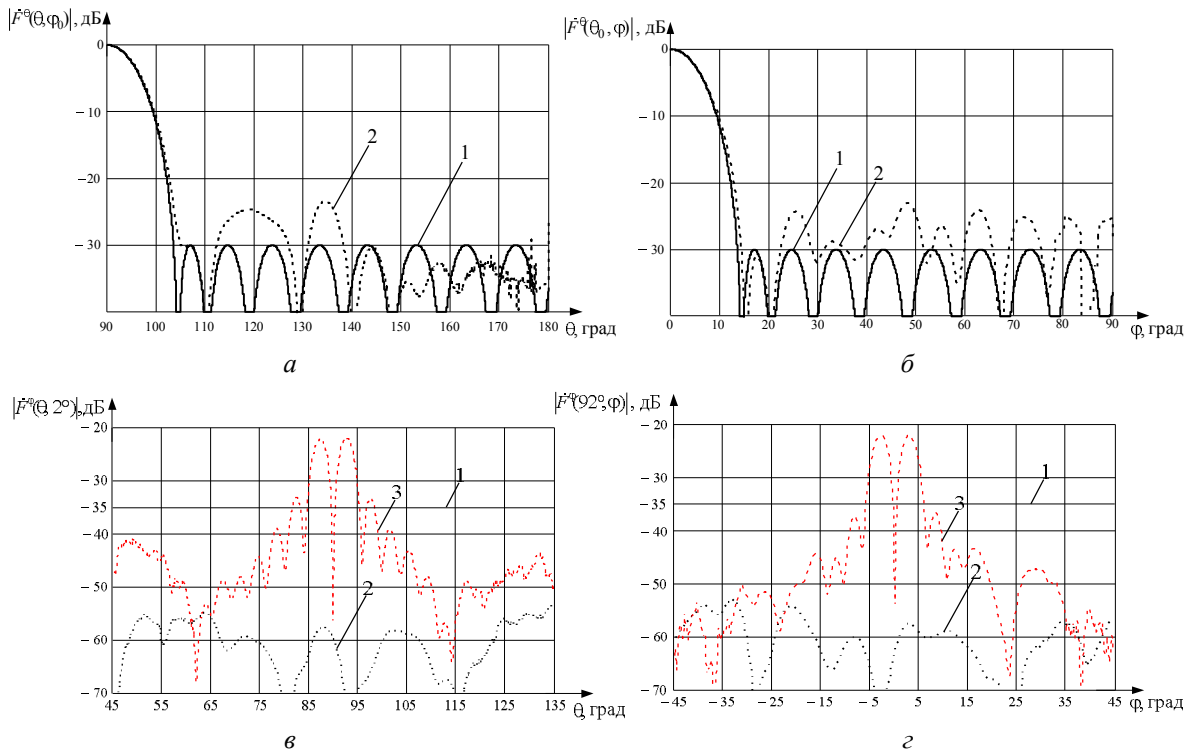 |Ḟ^θ(θ,φ₀)|, дБ
0
−10
−20
−30
2
1
90 100 110 120 130 140 150 160 170 180
θ, град
а
|Ḟ^θ(θ₀, φ)|, дБ
0
−10
−20
−30
1
2
0 10 20 30 40 50 60 70 80 90
φ, град
б
|Ḟ^φ(θ, 2°)|, дБ
−20
−30
−35
−40
−50
−60
−70
1
3
2
45 55 65 75 85 95 105 115 125 135
θ, град
в
|Ḟ^φ(92°,φ)|, дБ
−20
−30
−35
−40
−50
−60
−70
1
3
2
−45 −35 −25 −15 −5 5 15 25 35 45
φ, град
г